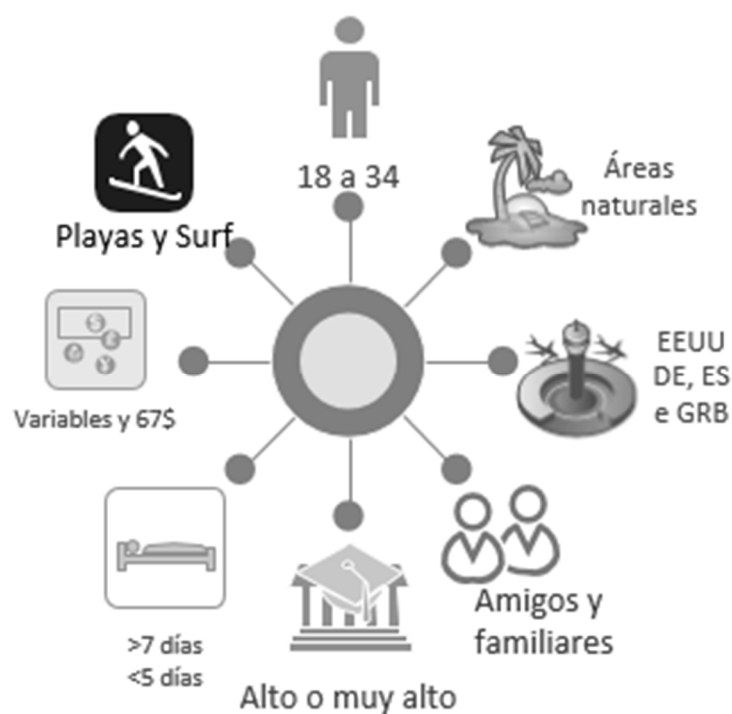 18 a 34
Áreas
naturales
Playas y Surf
EEUU
DE, ES
e GRB
Variables y 67$
Amigos y
familiares
>7 días
<5 días
Alto o muy alto